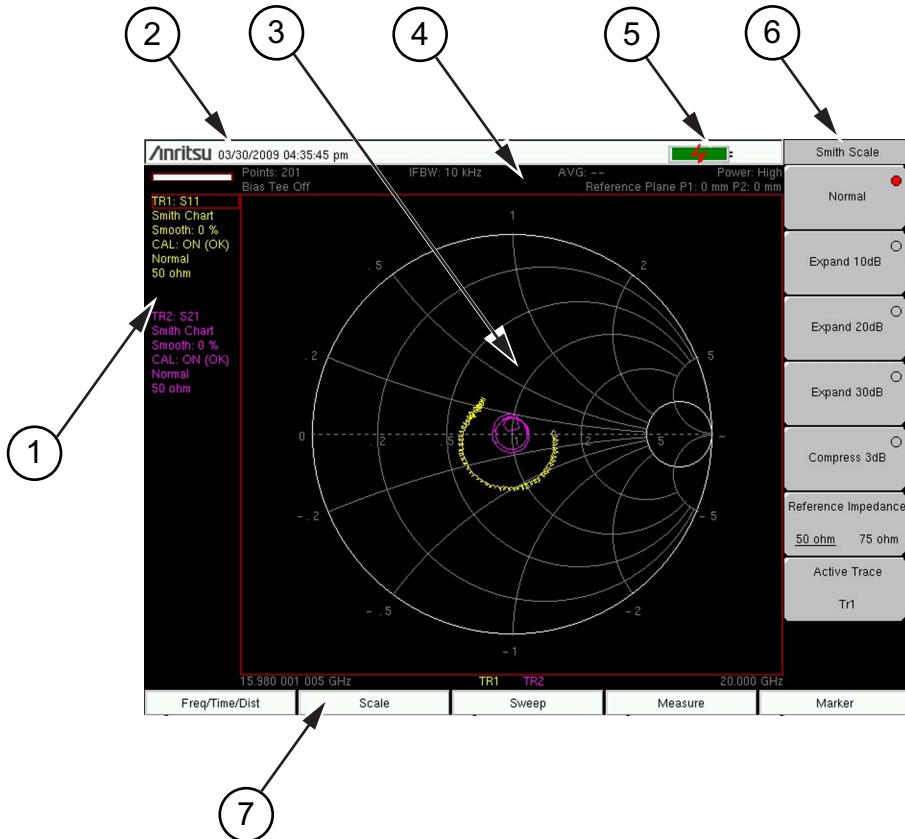 2 3 4 5 6
Anritsu 03/30/2009 04:35:45 pm
Smith Scale
Points: 201 IFBW: 10 kHz AVG: -- Power: High
Bias Tee Off Reference Plane P1: 0 mm P2: 0 mm
TR1: S11
Smith Chart
Smooth: 0 %
CAL: ON (OK)
Normal
50 ohm
TR2: S21
Smith Chart
Smooth: 0 %
CAL: ON (OK)
Normal
50 ohm
1
1
.5 2
.2 5
0 .2 .5 1 2 5 ~
-.2 -5
-.5 -2
-1
Normal
Expand 10dB
Expand 20dB
Expand 30dB
Compress 3dB
Reference Impedance
50 ohm 75 ohm
Active Trace
Tr1
15.980 001 005 GHz TR1 TR2 20.000 GHz
Freq/Time/Dist Scale Sweep Measure Marker
7